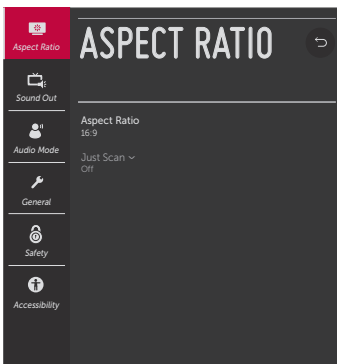 Aspect Ratio
Sound Out
Audio Mode
General
Safety
Accessibility
ASPECT RATIO
Aspect Ratio
16:9
Just Scan
Off